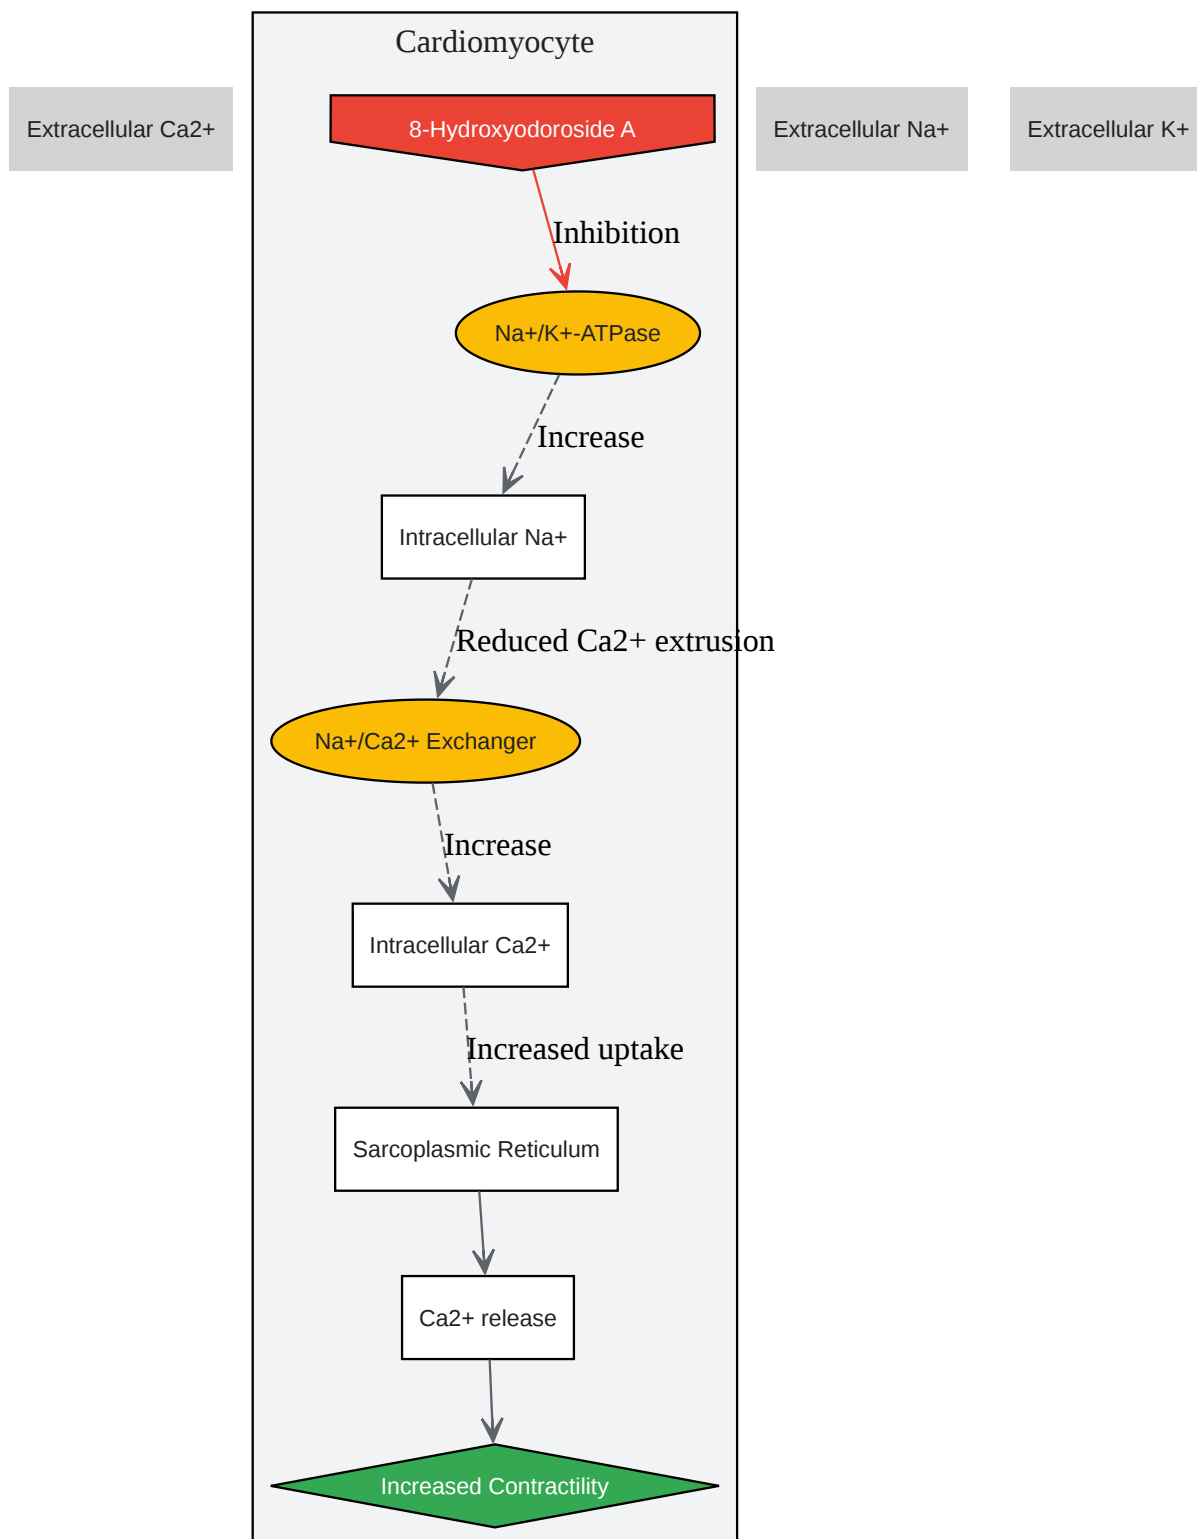 Cardiomyocyte
Extracellular Ca2+
8-Hydroxyodoroside A
Extracellular Na+
Extracellular K+
Inhibition
Na+/K+-ATPase
Increase
Intracellular Na+
Reduced Ca2+ extrusion
Na+/Ca2+ Exchanger
Increase
Intracellular Ca2+
Increased uptake
Sarcoplasmic Reticulum
Ca2+ release
Increased Contractility